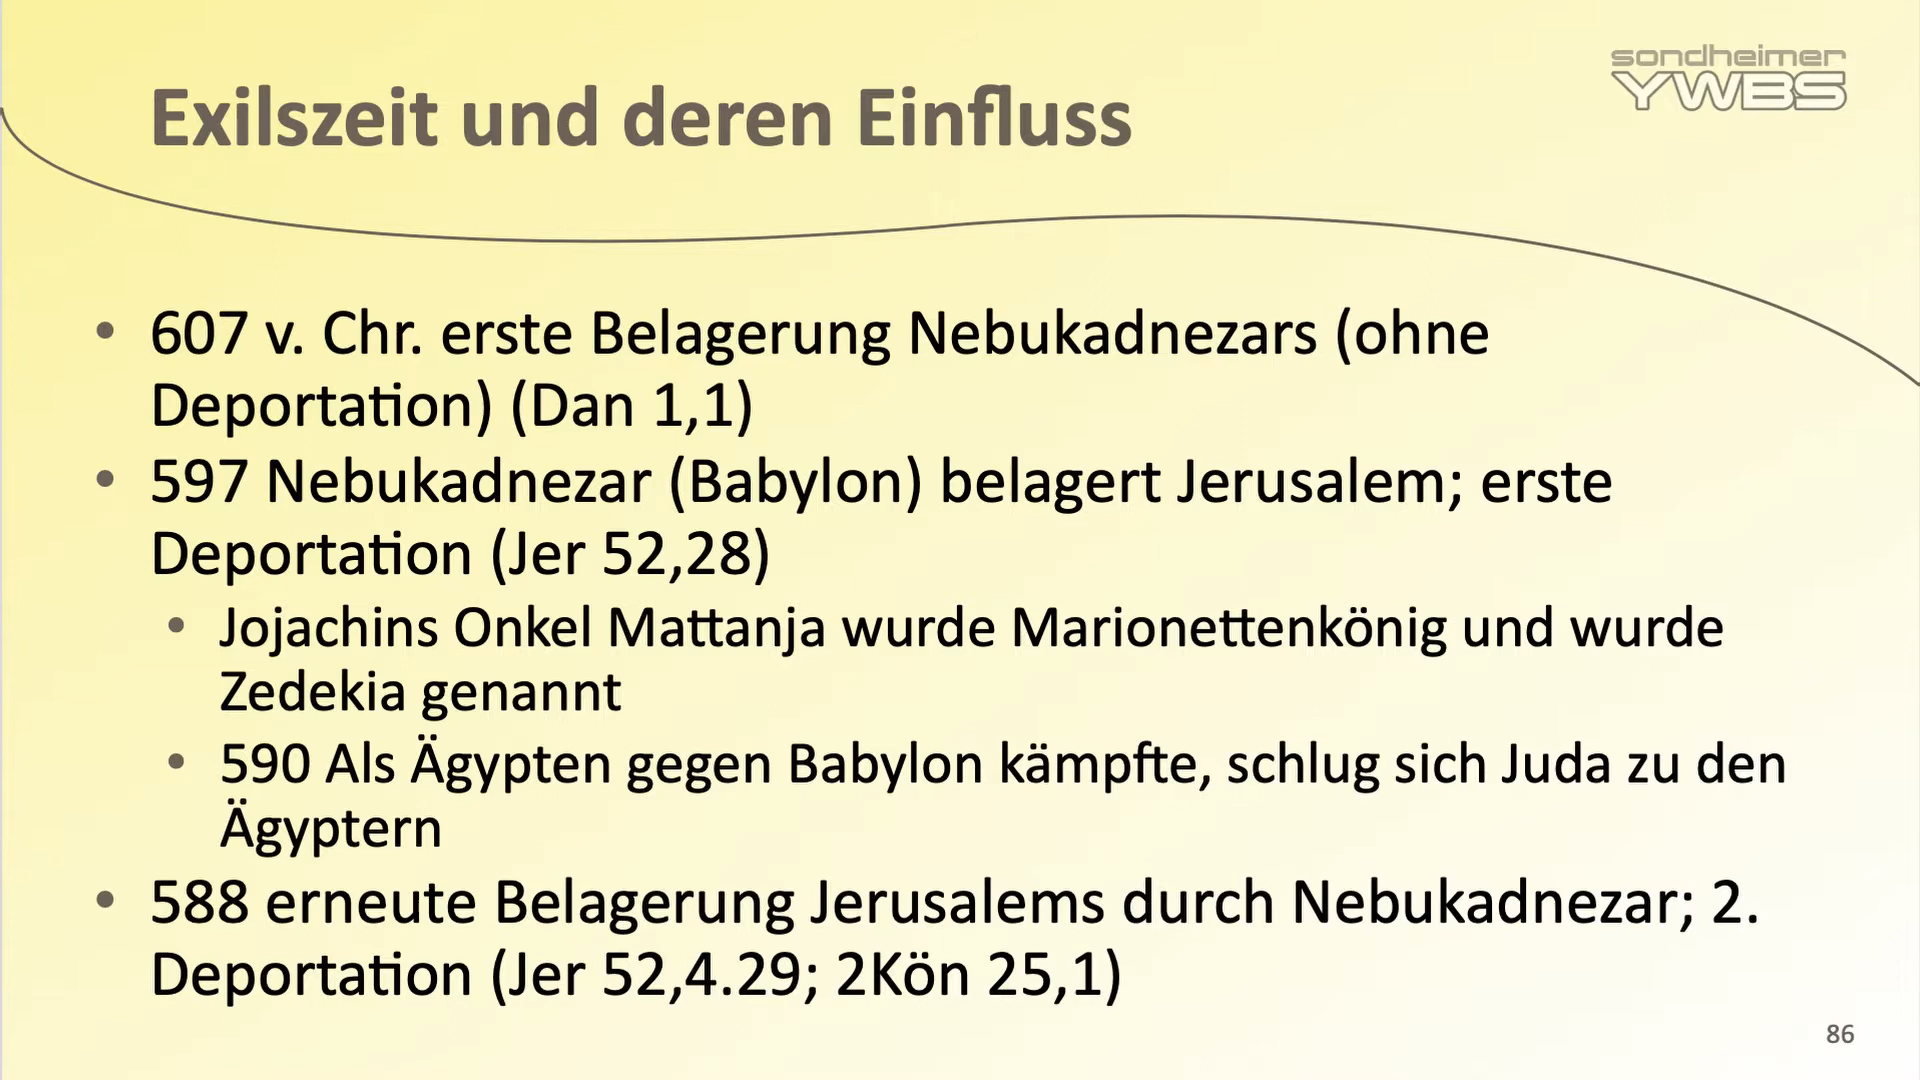 sondheimer
YWBS
Exilszeit und deren Einfluss
• 607 v. Chr. erste Belagerung Nebukadnezars (ohne
Deportation) (Dan 1,1)
• 597 Nebukadnezar (Babylon) belagert Jerusalem; erste
Deportation (Jer 52,28)
• Jojachins Onkel Mattanja wurde Marionettenkönig und wurde
Zedekia genannt
• 590 Als Ägypten gegen Babylon kämpfte, schlug sich Juda zu den
Ägyptern
• 588 erneute Belagerung Jerusalems durch Nebukadnezar; 2.
Deportation (Jer 52,4.29; 2Kön 25,1)
86